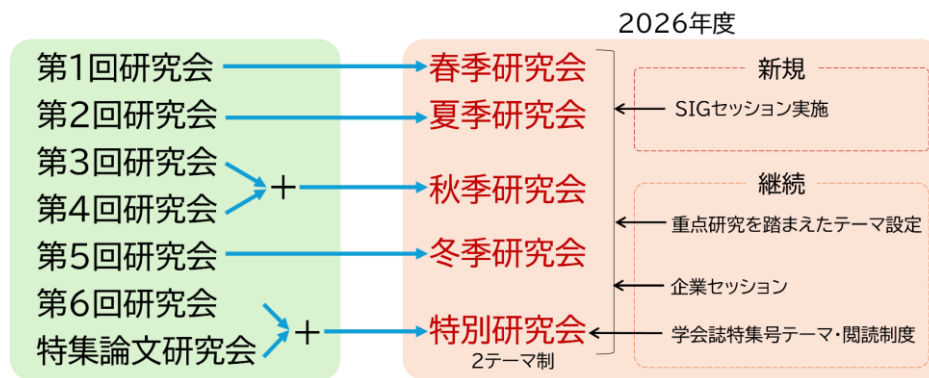 2026年度
第1回研究会
第2回研究会
第3回研究会
第4回研究会
第5回研究会
第6回研究会
特集論文研究会
+
+
春季研究会
夏季研究会
秋季研究会
冬季研究会
特別研究会
2テーマ制
新規
SIGセッション実施
継続
重点研究を踏まえたテーマ設定
企業セッション
学会誌特集号テーマ・閲読制度